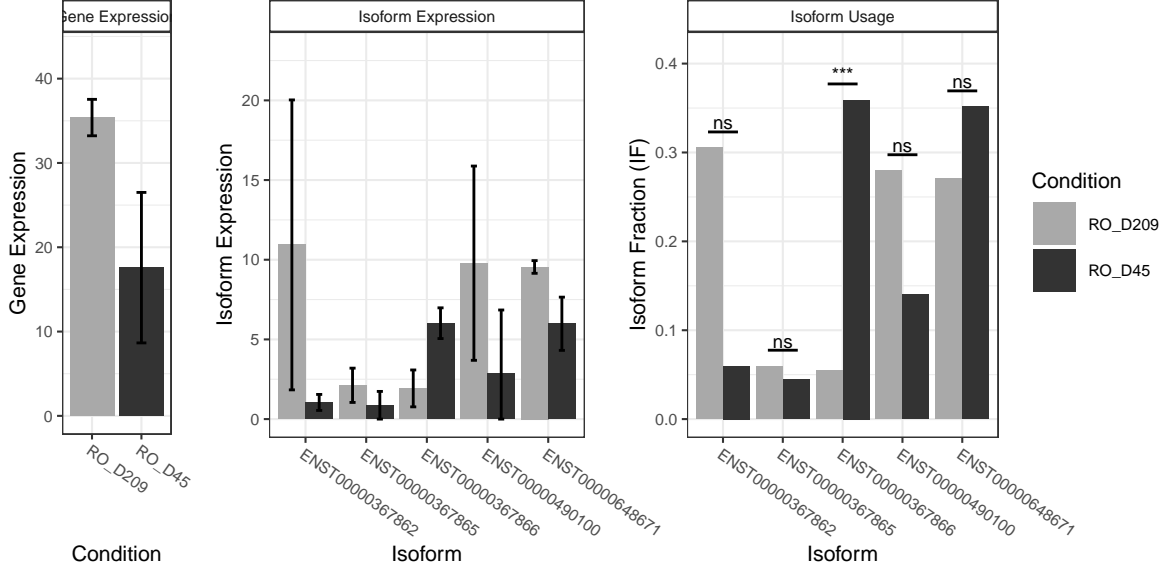 Gene Expression
Gene Expression
40
30
20
10
0
RO_D209
RO_D45
Condition
Isoform Expression
Isoform Expression
20
15
10
5
0
ENST00000367862
ENST00000367865
ENST00000367866
ENST00000490100
ENST00000648671
Isoform
Isoform Usage
Isoform Fraction (IF)
0.4
0.3
0.2
0.1
0.0
ns
ns
***
ns
ns
ENST00000367862
ENST00000367865
ENST00000367866
ENST00000490100
ENST00000648671
Isoform
Condition
RO_D209
RO_D45